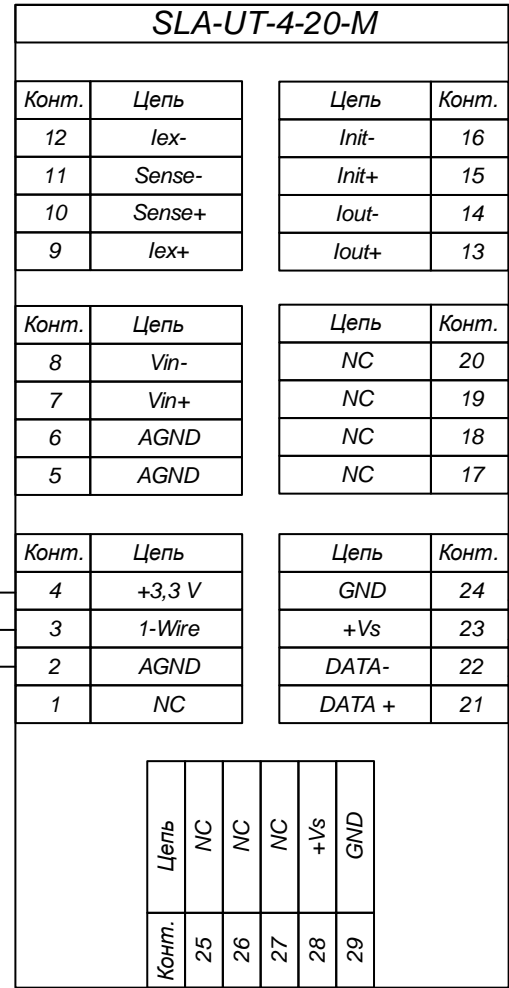 SLA-UT-4-20-M
Конт. Цепь
12 Iex-
11 Sense-
10 Sense+
9 Iex+
Цепь Конт.
Init- 16
Init+ 15
Iout- 14
Iout+ 13
Конт. Цепь
8 Vin-
7 Vin+
6 AGND
5 AGND
Цепь Конт.
NC 20
NC 19
NC 18
NC 17
Конт. Цепь
4 +3,3 V
3 1-Wire
2 AGND
1 NC
Цепь Конт.
GND 24
+Vs 23
DATA- 22
DATA + 21
Конт. Цепь
25 NC
26 NC
27 NC
28 +Vs
29 GND